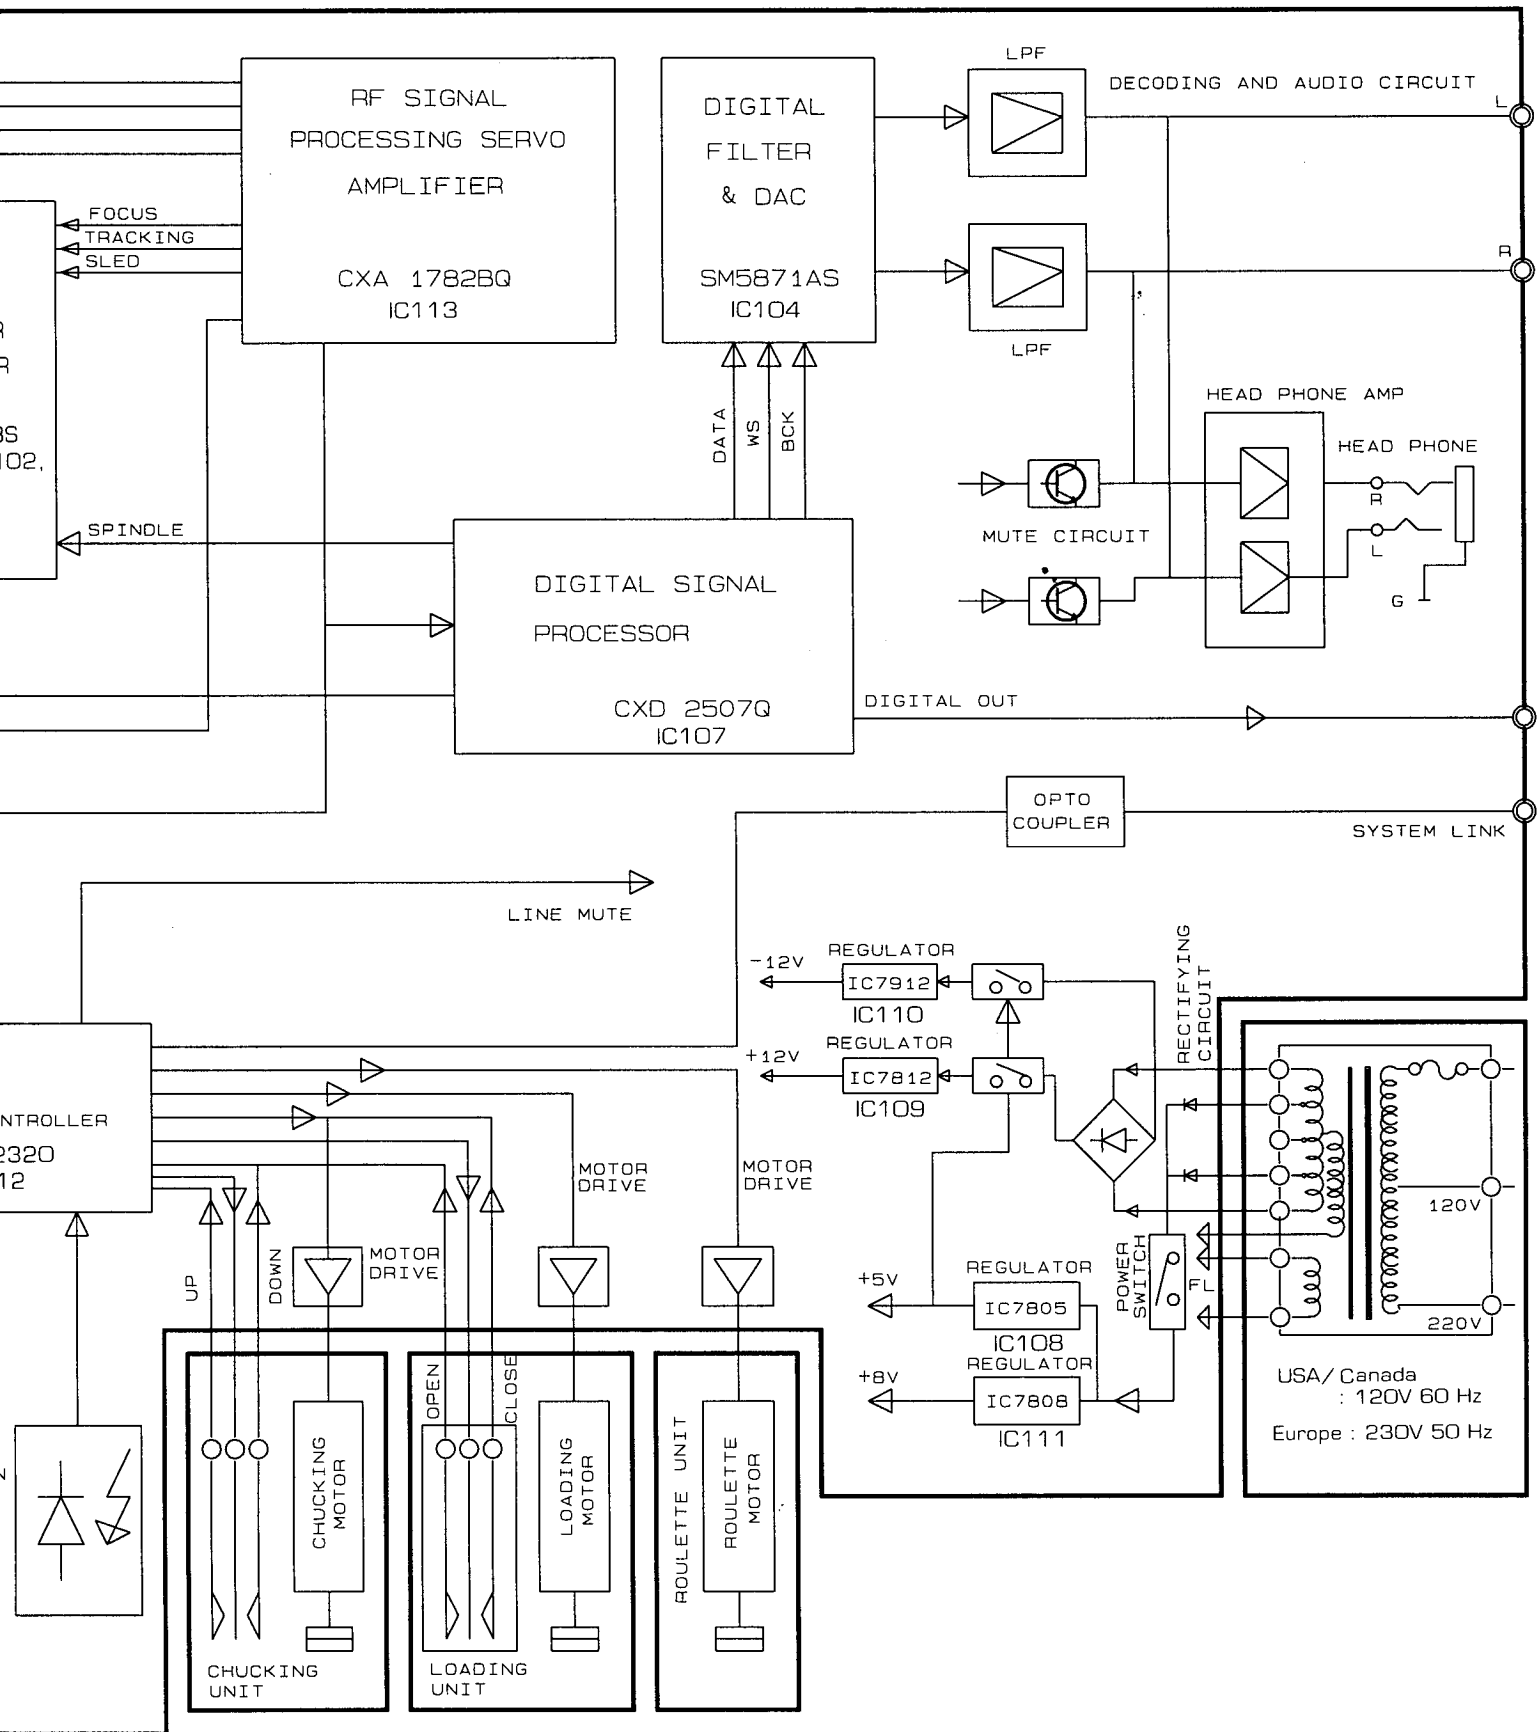 RF SIGNAL
PROCESSING SERVO
AMPLIFIER
CXA 1782BQ
IC113
DIGITAL
FILTER
& DAC
SM5871AS
IC104
LPF
DECODING AND AUDIO CIRCUIT
L
R
LPF
FOCUS
TRACKING
SLED
R
R
BS
102,
SPINDLE
DATA
WS
BCK
HEAD PHONE AMP
HEAD PHONE
R
L
G
MUTE CIRCUIT
DIGITAL SIGNAL
PROCESSOR
CXD 2507Q
IC107
DIGITAL OUT
OPTO
COUPLER
SYSTEM LINK
LINE MUTE
-12V
REGULATOR
IC7912
IC110
+12V
REGULATOR
IC7812
IC109
RECTIFYING
CIRCUIT
NTROLLER
2320
12
UP
DOWN
MOTOR
DRIVE
MOTOR
DRIVE
MOTOR
DRIVE
+5V
REGULATOR
IC7805
IC108
+8V
REGULATOR
IC7808
IC111
POWER
SWITCH
FL
120V
220V
USA/Canada
: 120V 60 Hz
Europe : 230V 50 Hz
OPEN
CLOSE
CHUCKING
MOTOR
LOADING
MOTOR
ROULETTE UNIT
ROULETTE
MOTOR
CHUCKING
UNIT
LOADING
UNIT